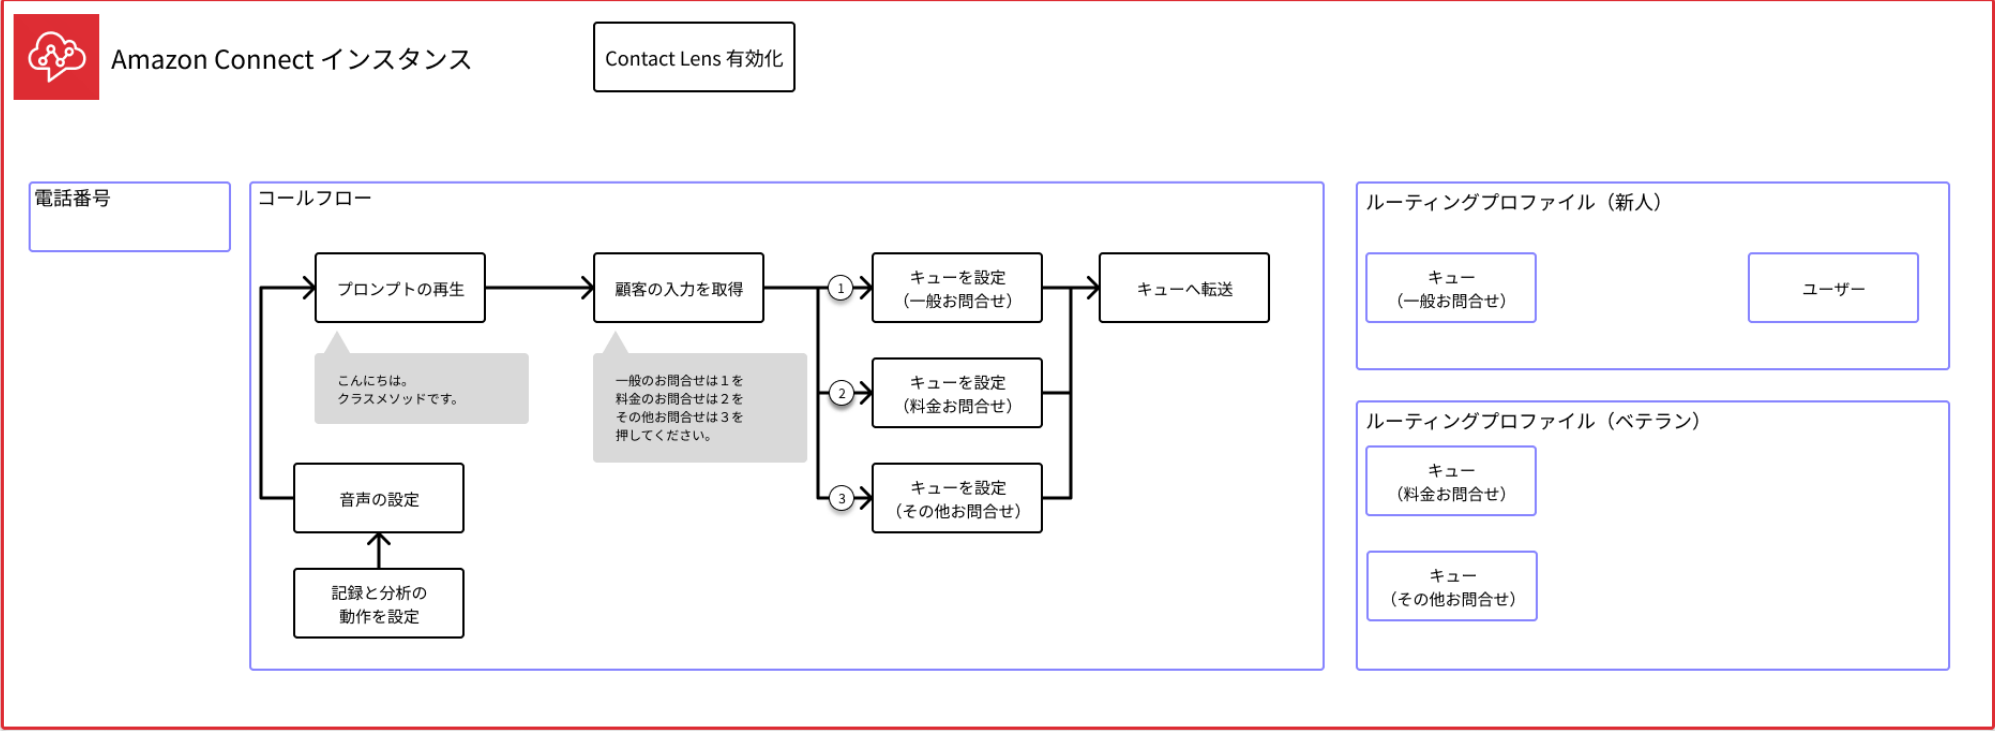 Amazon Connect インスタンス
Contact Lens 有効化
電話番号
コールフロー
プロンプトの再生
こんにちは。
クラスメソッドです。
音声の設定
記録と分析の
動作を設定
顧客の入力を取得
一般のお問合せは１を
料金のお問合せは２を
その他お問合せは３を
押してください。
1
キューを設定
（一般お問合せ）
2
キューを設定
（料金お問合せ）
3
キューを設定
（その他お問合せ）
キューへ転送
ルーティングプロファイル（新人）
キュー
（一般お問合せ）
ユーザー
ルーティングプロファイル（ベテラン）
キュー
（料金お問合せ）
キュー
（その他お問合せ）